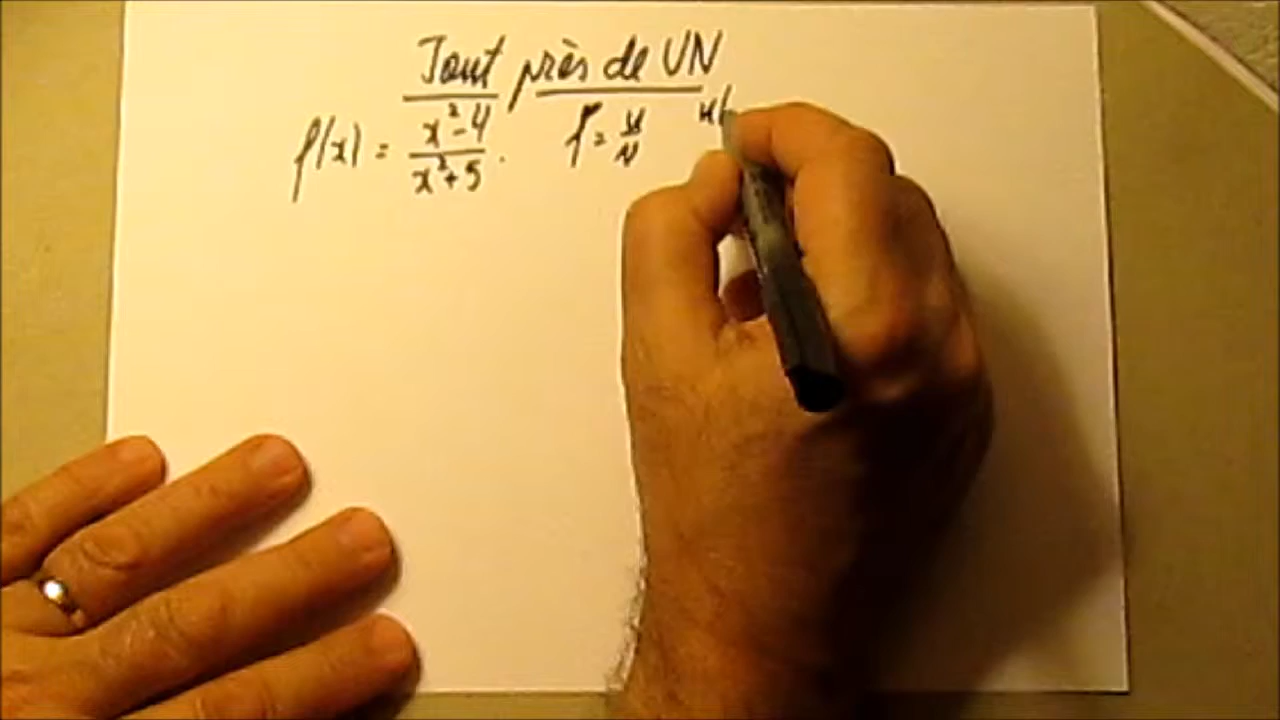 Tout près de UN
f(x) = x²-4 / x²+5 . f = u/v u(